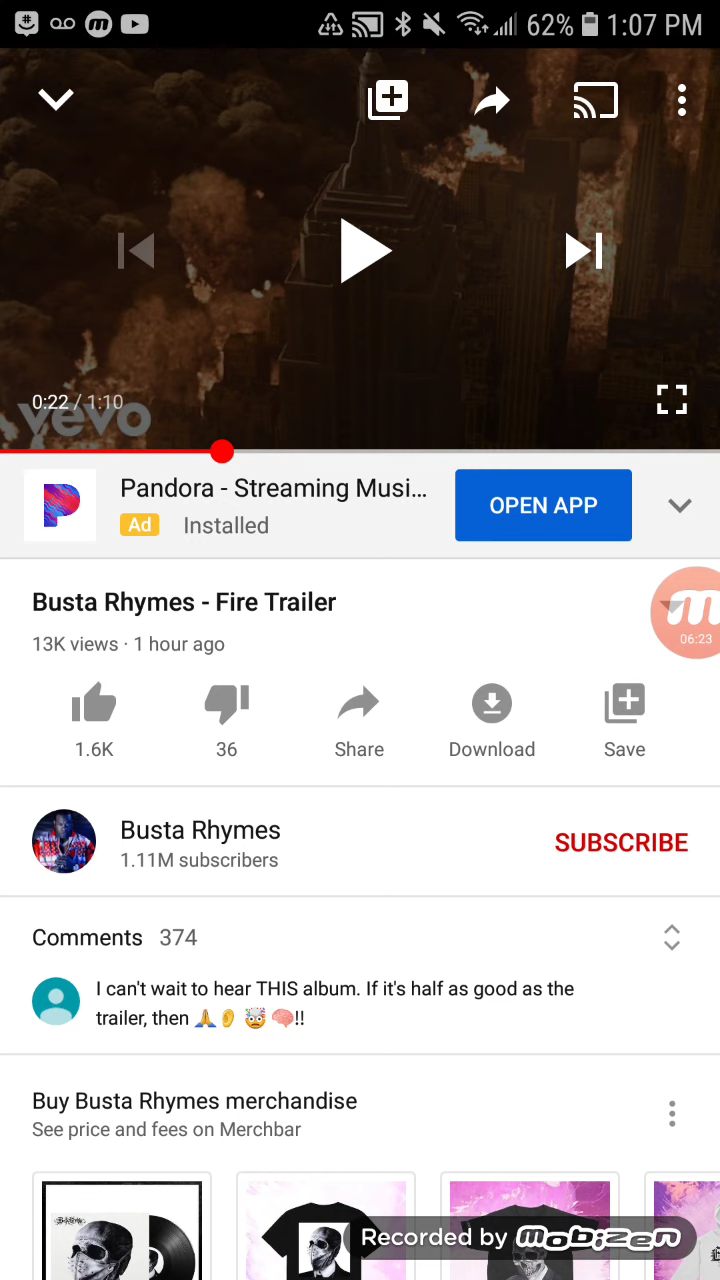 62% 1:07 PM
0:22 / 1:10
vevo
Pandora - Streaming Musi...
OPEN APP
Ad Installed
Busta Rhymes - Fire Trailer
13K views · 1 hour ago
m
06:23
1.6K 36 Share Download Save
Busta Rhymes
1.11M subscribers
SUBSCRIBE
Comments 374
I can't wait to hear THIS album. If it's half as good as the
trailer, then 🙏👂 🤯🧠!!
Buy Busta Rhymes merchandise
See price and fees on Merchbar
Recorded by mobizen